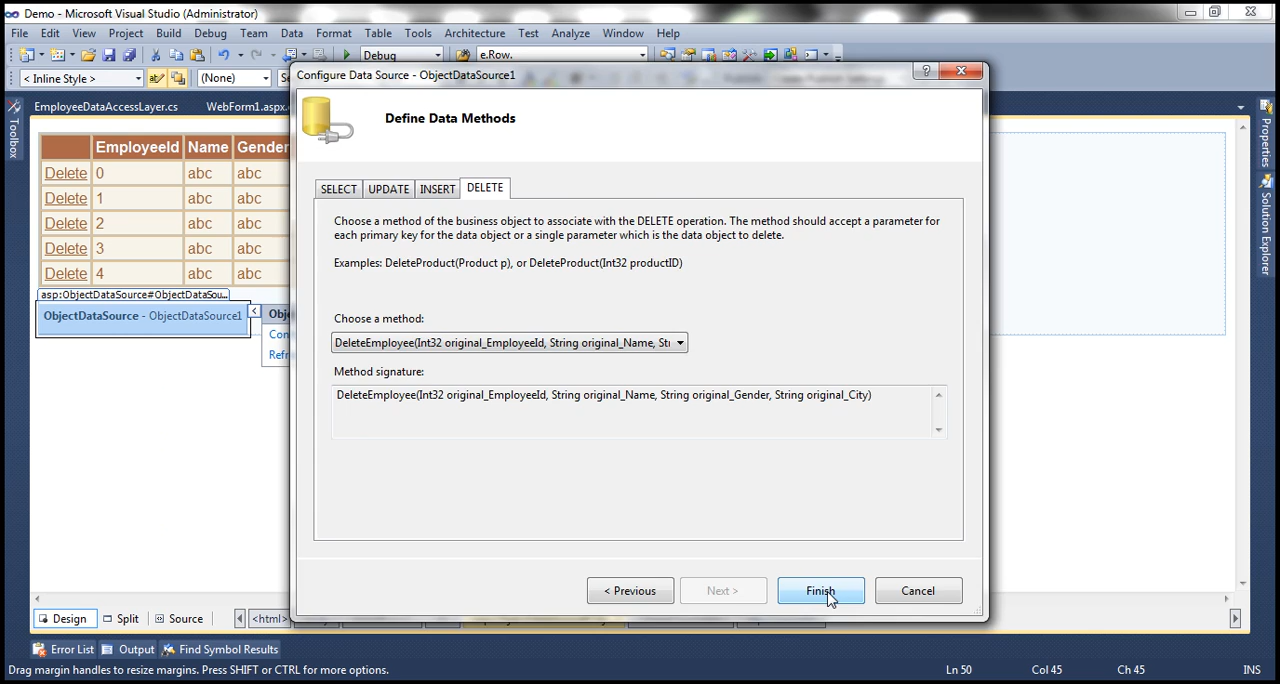 Demo - Microsoft Visual Studio (Administrator)
File Edit View Project Build Debug Team Data Format Table Tools Architecture Test Analyze Window Help
Debug e.Row.
< Inline Style > (None)
Configure Data Source - ObjectDataSource1
EmployeeDataAccessLayer.cs WebForm1.aspx.
Toolbox
Properties
Solution Explorer
Define Data Methods
EmployeeId Name Gender
Delete 0 abc abc
Delete 1 abc abc
Delete 2 abc abc
Delete 3 abc abc
Delete 4 abc abc
asp:ObjectDataSource#ObjectDataSou...
ObjectDataSource - ObjectDataSource1
Obje
Con
Refr
SELECT UPDATE INSERT DELETE
Choose a method of the business object to associate with the DELETE operation. The method should accept a parameter for
each primary key for the data object or a single parameter which is the data object to delete.
Examples: DeleteProduct(Product p), or DeleteProduct(Int32 productID)
Choose a method:
DeleteEmployee(Int32 original_EmployeeId, String original_Name, Stı
Method signature:
DeleteEmployee(Int32 original_EmployeeId, String original_Name, String original_Gender, String original_City)
< Previous Next > Finish Cancel
Design Split Source <html>
Error List Output Find Symbol Results
Drag margin handles to resize margins. Press SHIFT or CTRL for more options. Ln 50 Col 45 Ch 45 INS